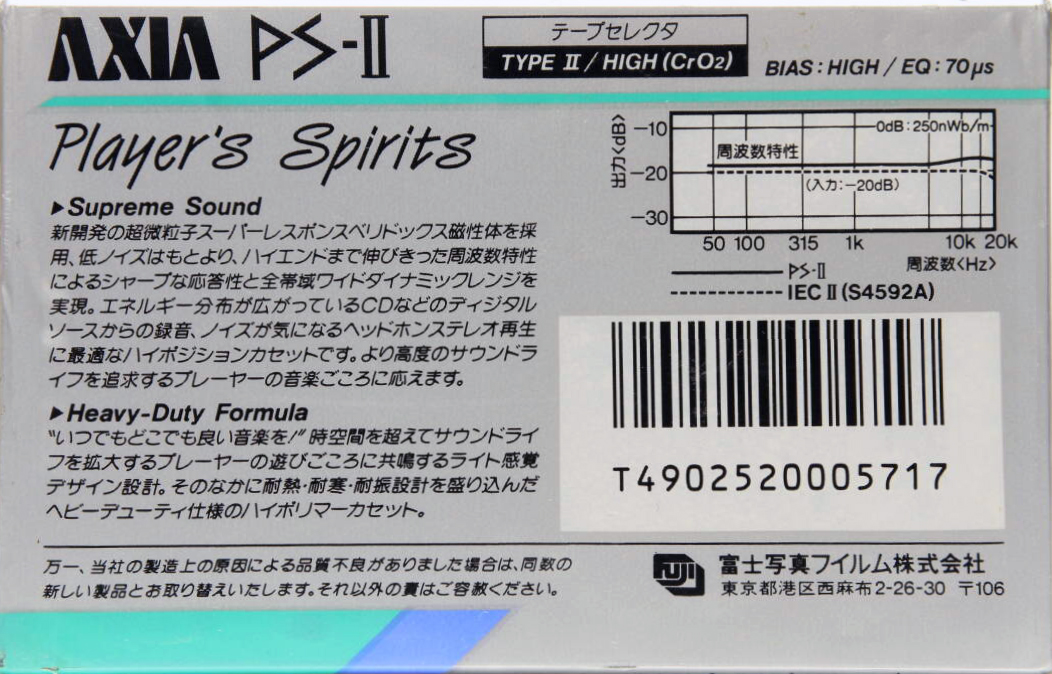 AXIA PS-II
テープセレクタ
TYPE II / HIGH (CrO2)
BIAS : HIGH / EQ : 70μs
Player's Spirits
▶Supreme Sound
新開発の超微粒子スーパーレスポンスベリドックス磁性体を採
用、低ノイズはもとより、ハイエンドまで伸びきった周波数特性
によるシャープな応答性と全帯域ワイドダイナミックレンジを
実現。エネルギー分布が広がっているCDなどのディジタル
ソースからの録音、ノイズが気になるヘッドホンステレオ再生
に最適なハイポジションカセットです。より高度のサウンドラ
イフを追求するプレーヤーの音楽ごころに応えます。
▶Heavy-Duty Formula
"いつでもどこでも良い音楽を!" 時空間を超えてサウンドライ
フを拡大するプレーヤーの遊びごころに共鳴するライト感覚
デザイン設計。そのなかに耐熱・耐寒・耐振設計を盛り込んだ
ヘビーデューティ仕様のハイポリマーカセット。
出力<dB>
−10
−20
−30
0dB : 250nWb/m
周波数特性
(入力:−20dB)
50 100 315 1k 10k 20k
周波数<Hz>
PS-II
IEC II (S4592A)
T4902520005717
万一、当社の製造上の原因による品質不良がありました場合は、同数の
新しい製品とお取り替えいたします。それ以外の責はご容赦ください。
FUJI
富士写真フイルム株式会社
東京都港区西麻布2-26-30 〒106